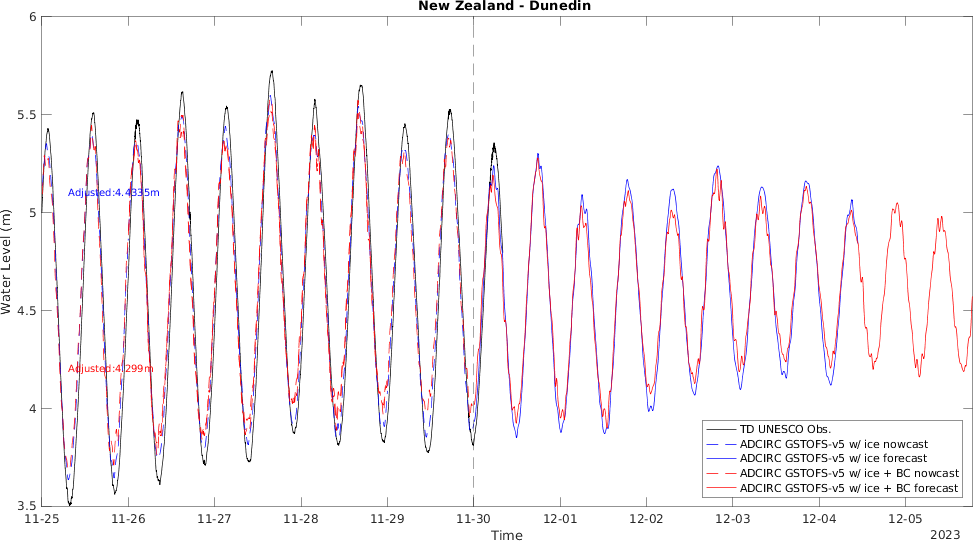 New Zealand - Dunedin
6
5.5
5
4.5
4
3.5
Water Level (m)
Adjusted:4.4335m
Adjusted:4.299m
TD UNESCO Obs.
ADCIRC GSTOFS-v5 w/ ice nowcast
ADCIRC GSTOFS-v5 w/ ice forecast
ADCIRC GSTOFS-v5 w/ ice + BC nowcast
ADCIRC GSTOFS-v5 w/ ice + BC forecast
11-25 11-26 11-27 11-28 11-29 11-30 12-01 12-02 12-03 12-04 12-05
Time
2023